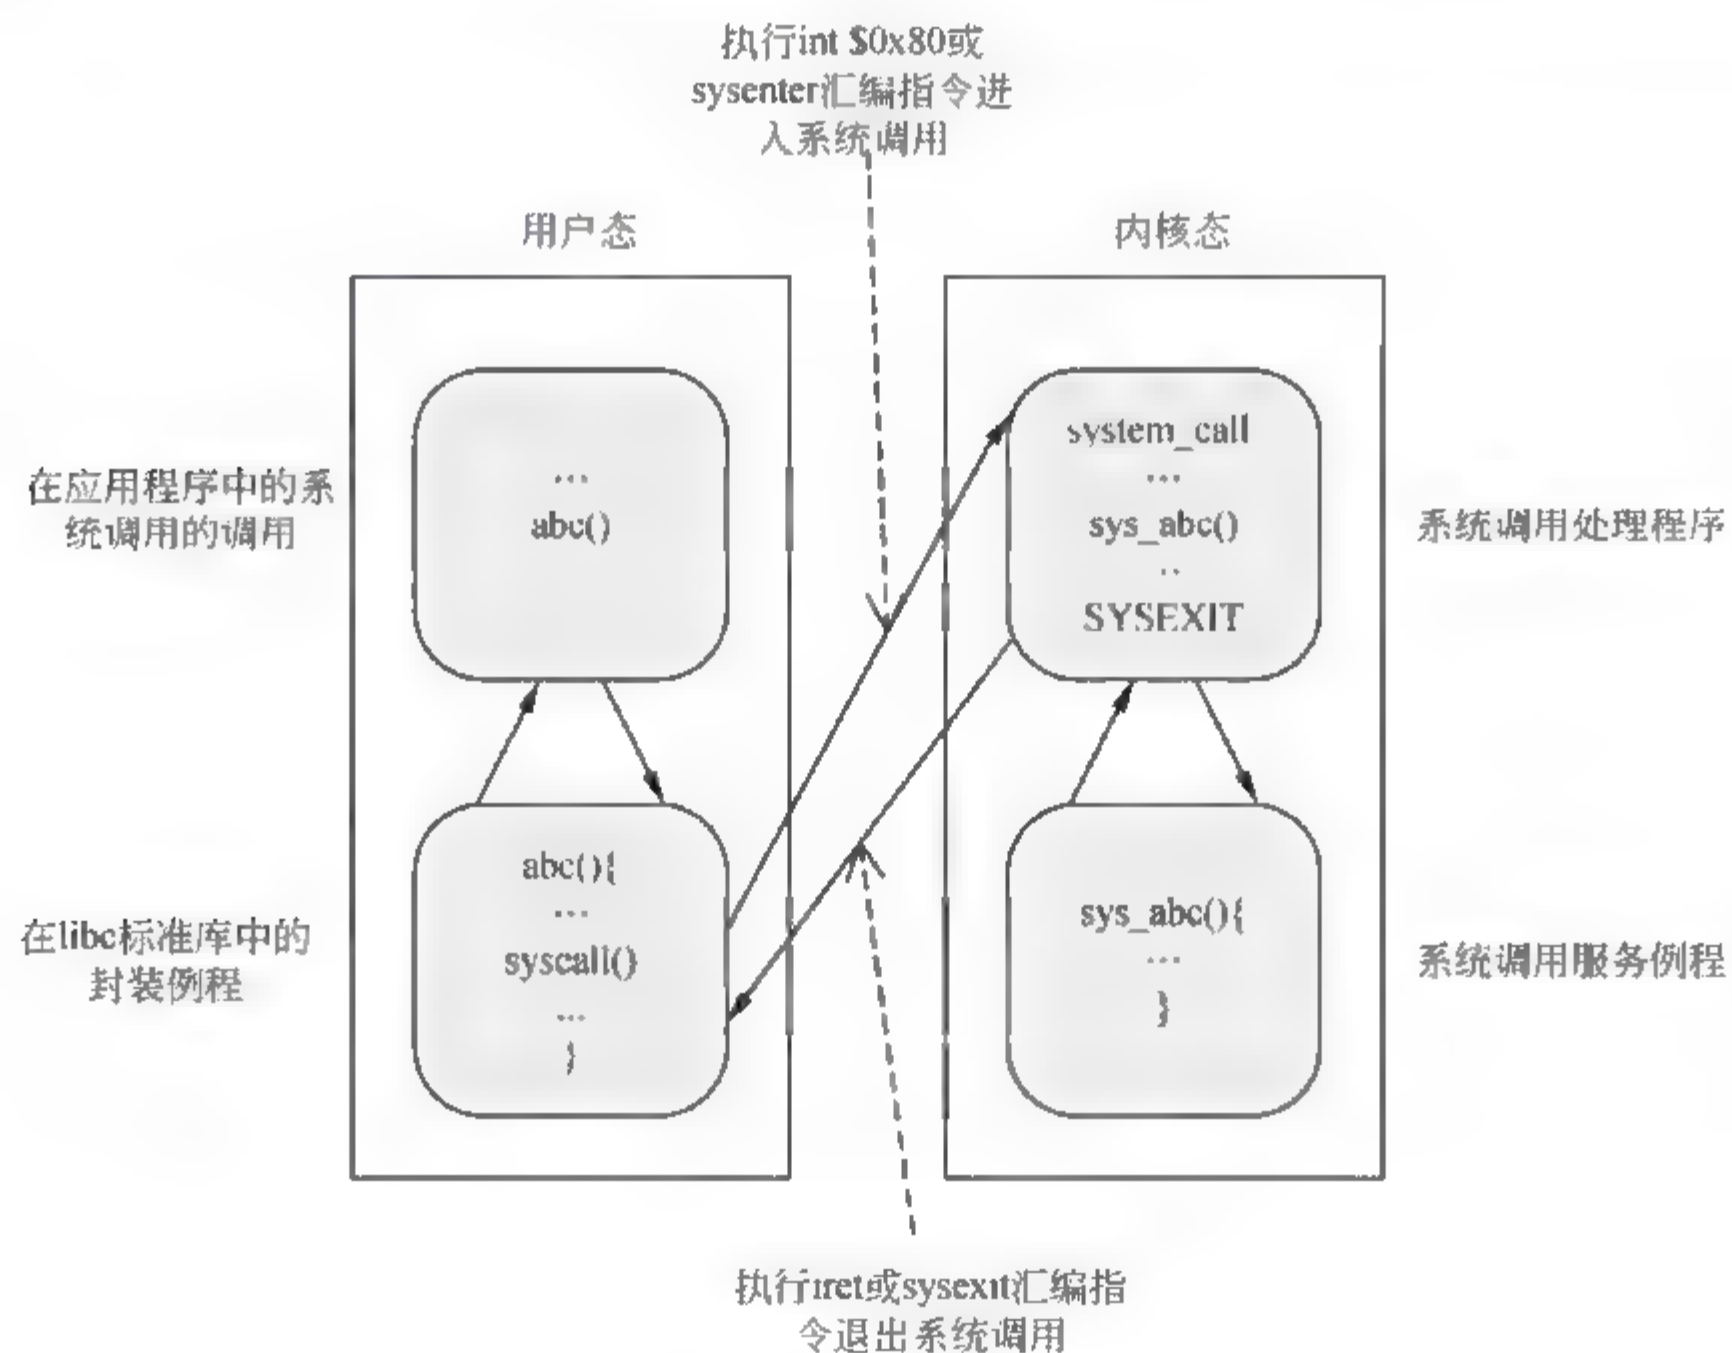 执行int $0x80或
sysenter汇编指令进
入系统调用
用户态
内核态
在应用程序中的系
统调用的调用
...
abc()
system_call
...
sys_abc()
..
SYSEXIT
系统调用处理程序
在libc标准库中的
封装例程
abc(){
...
syscall()
...
}
sys_abc(){
...
}
系统调用服务例程
执行iret或sysexit汇编指
令退出系统调用